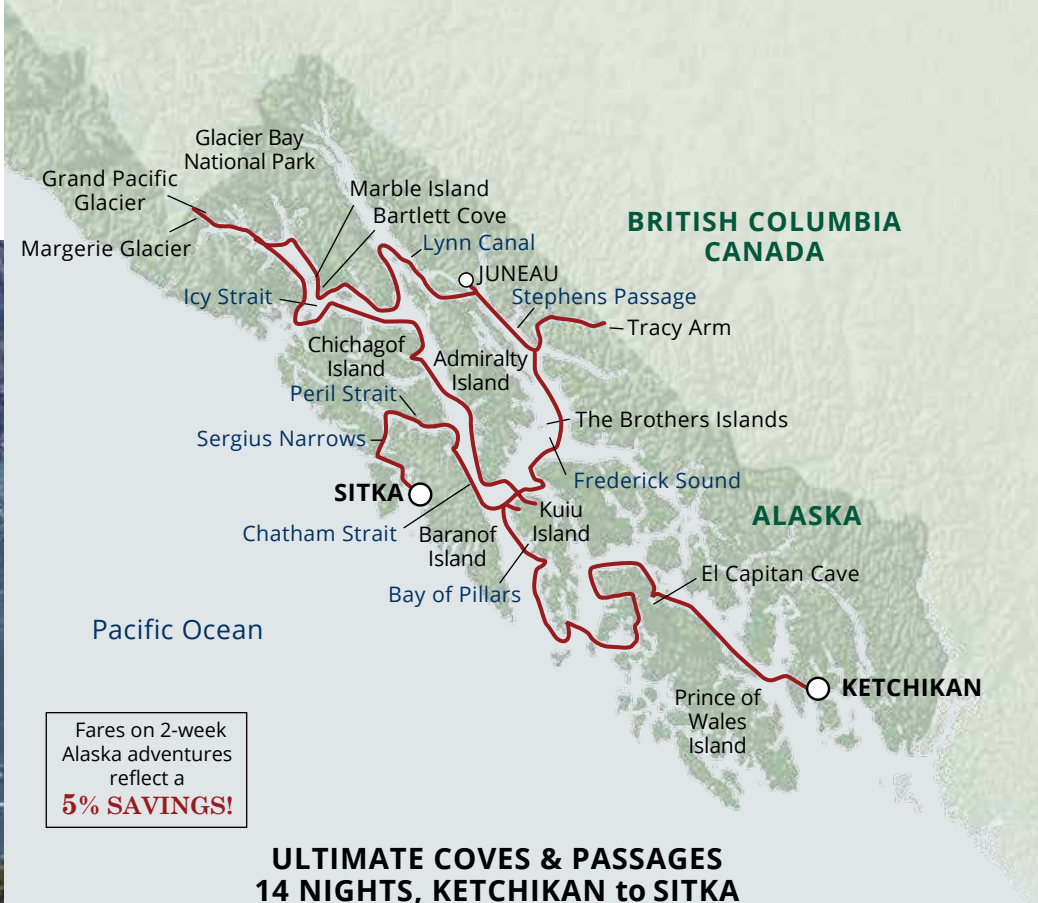 Glacier Bay
National Park
Grand Pacific
Glacier
Marble Island
Bartlett Cove
Margerie Glacier
Lynn Canal
BRITISH COLUMBIA
CANADA
JUNEAU
Icy Strait
Stephens Passage
Tracy Arm
Chichagof
Island
Admiralty
Island
Peril Strait
The Brothers Islands
Sergius Narrows
Frederick Sound
SITKA
Kuiu
Island
ALASKA
Chatham Strait
Baranof
Island
El Capitan Cave
Bay of Pillars
Pacific Ocean
KETCHIKAN
Prince of
Wales
Island
Fares on 2-week
Alaska adventures
reflect a
5% SAVINGS!
ULTIMATE COVES & PASSAGES
14 NIGHTS, KETCHIKAN to SITKA